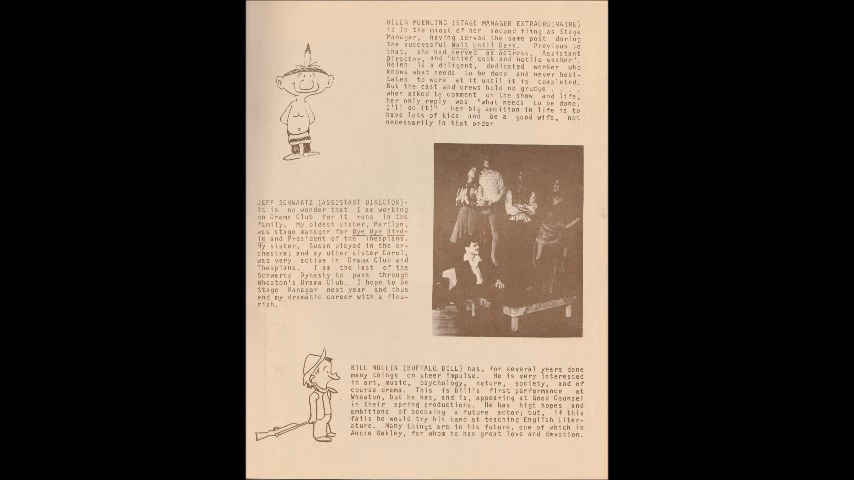 HELEN MUEHLING (STAGE MANAGER EXTRAORDINAIRE)
is in the midst of her second fling as Stage
Manager, having served the same post during
the successful Wait Until Dark. Previous to
that, she had served as actress, Assistant
Director, and "chief cook and bottle washer".
Helen is a diligent, dedicated worker who
knows what needs to be done and never hesi-
tates to work at it until it is completed.
But the cast and crews hold no grudge . . .
when asked to comment on the show and life,
her only reply was "What needs to be done,
I'll do it!" Her big ambition in life is to
have lots of kids and be a good wife, not
necessarily in that order
JEFF SCHWARTZ (ASSISTANT DIRECTOR)-
It is no wonder that I am working
on Drama Club for it runs in the
family. My oldest sister, Marilyn,
was stage manager for Bye Bye Bird-
ie and President of the Thespians.
My sister, Susan played in the or-
chestra; and my other sister Carol,
was very active in Drama Club and
Thespians. I am the last of the
Schwartz Dynasty to pass through
Wheaton's Drama Club. I hope to be
Stage Manager next year and thus
end my dramatic career with a flou-
rish.
BILL MULLIN (BUFFALO BILL) has, for several years done
many things on sheer impulse. He is very interested
in art, music, psychology, nature, society, and of
course drama. This is Bill's first performance at
Wheaton, but he has, and is, appearing at Good Counsel
in their spring productions. He has high hopes and
ambitions of becoming a future actor; but, if this
fails he would try his hand at teaching English Liter-
ature. Many things are in his future, one of which is
Annie Oakley, for whom he has great love and devotion.